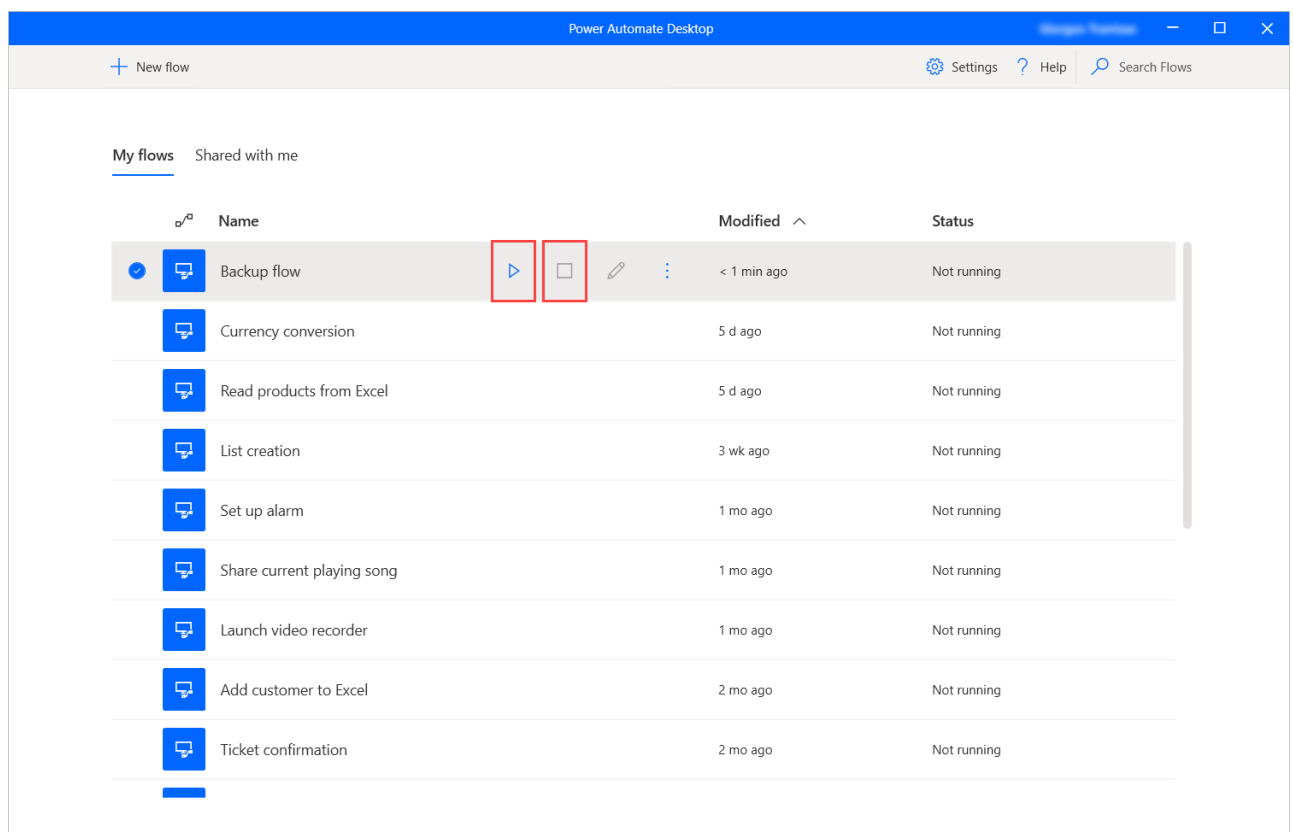 Power Automate Desktop
New flow Settings Help Search Flows
My flows Shared with me
Name Modified Status
Backup flow < 1 min ago Not running
Currency conversion 5 d ago Not running
Read products from Excel 5 d ago Not running
List creation 3 wk ago Not running
Set up alarm 1 mo ago Not running
Share current playing song 1 mo ago Not running
Launch video recorder 1 mo ago Not running
Add customer to Excel 2 mo ago Not running
Ticket confirmation 2 mo ago Not running